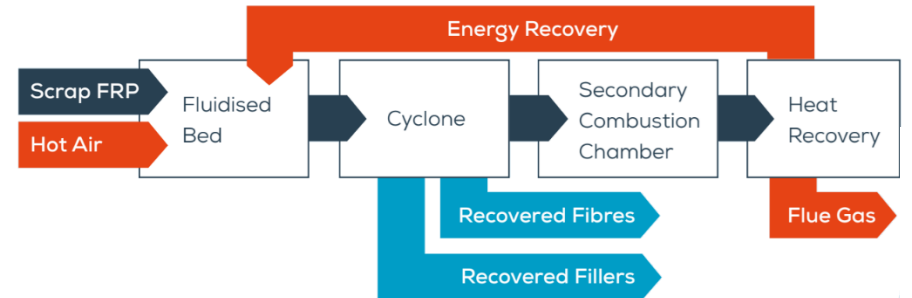 Energy Recovery
Scrap FRP
Hot Air
Fluidised
Bed
Cyclone
Secondary
Combustion
Chamber
Heat
Recovery
Recovered Fibres
Flue Gas
Recovered Fillers